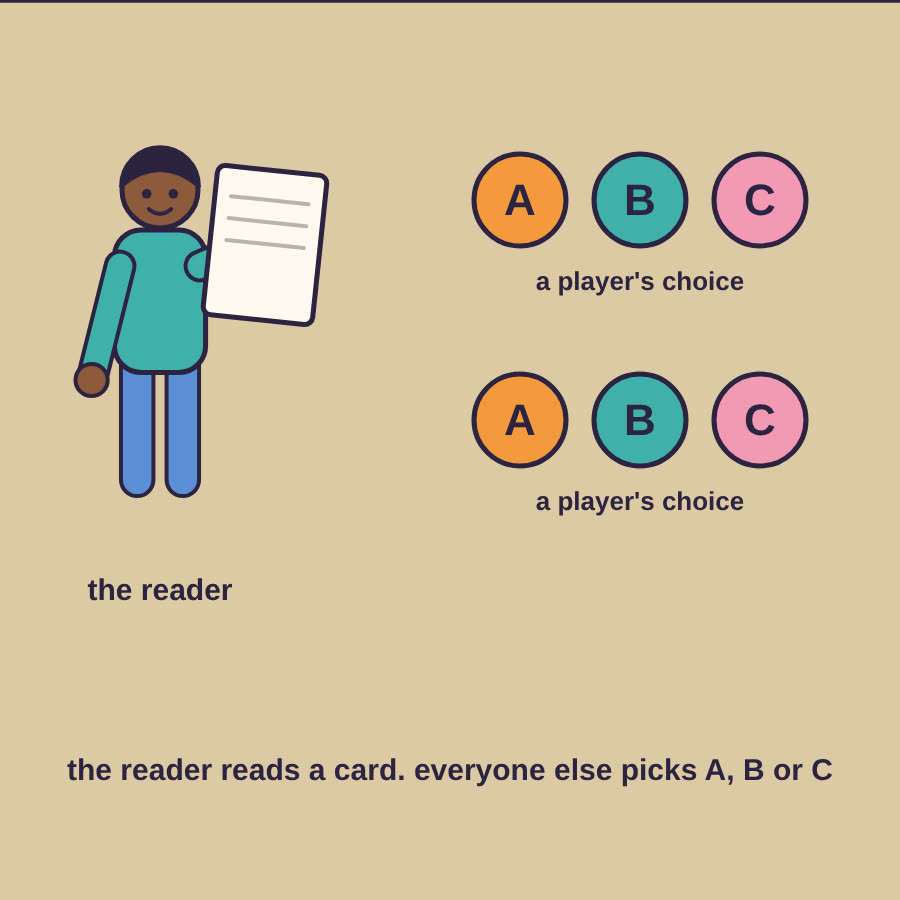 A B C
a player's choice
A B C
a player's choice
the reader
the reader reads a card. everyone else picks A, B or C